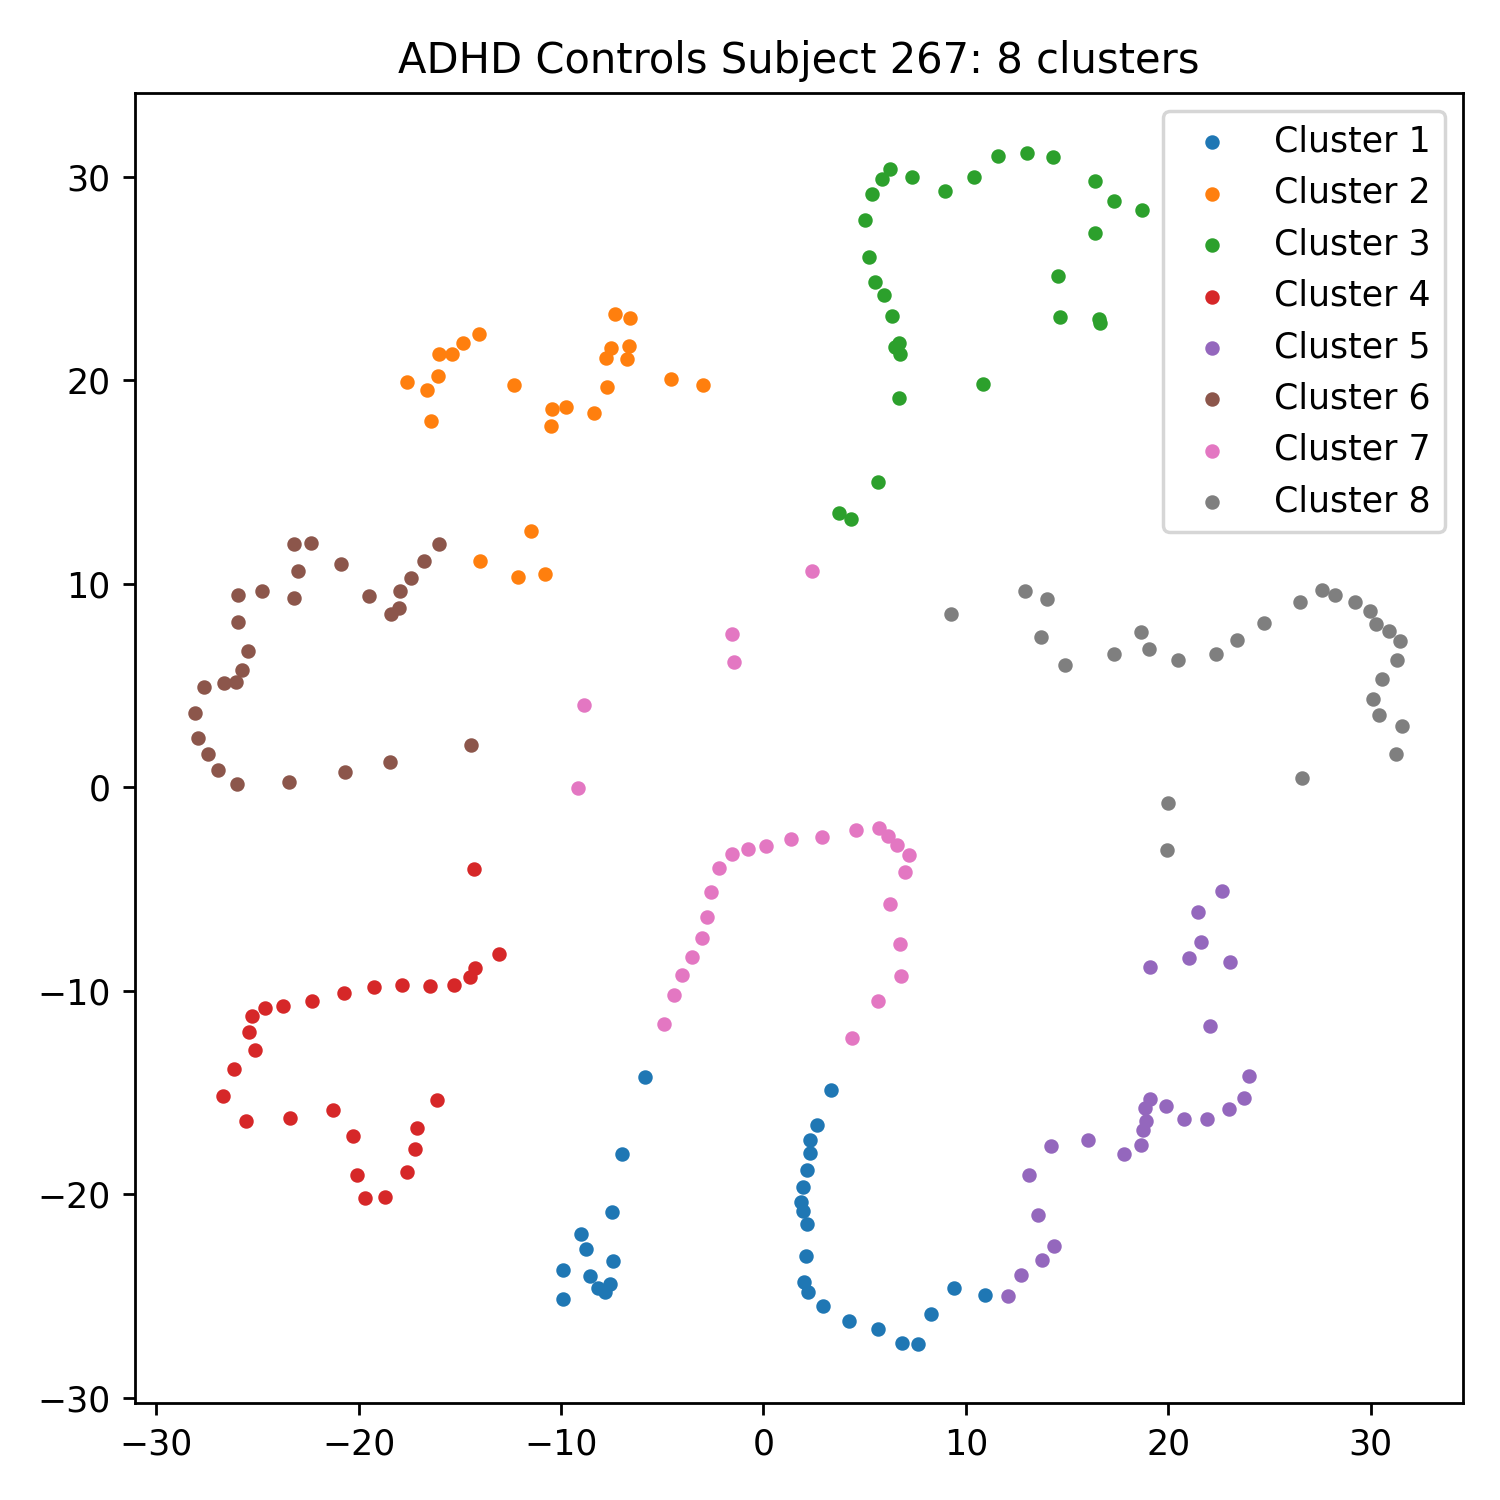 ADHD Controls Subject 267: 8 clusters
Cluster 1
Cluster 2
Cluster 3
Cluster 4
Cluster 5
Cluster 6
Cluster 7
Cluster 8
30
20
10
0
−10
−20
−30
−30 −20 −10 0 10 20 30